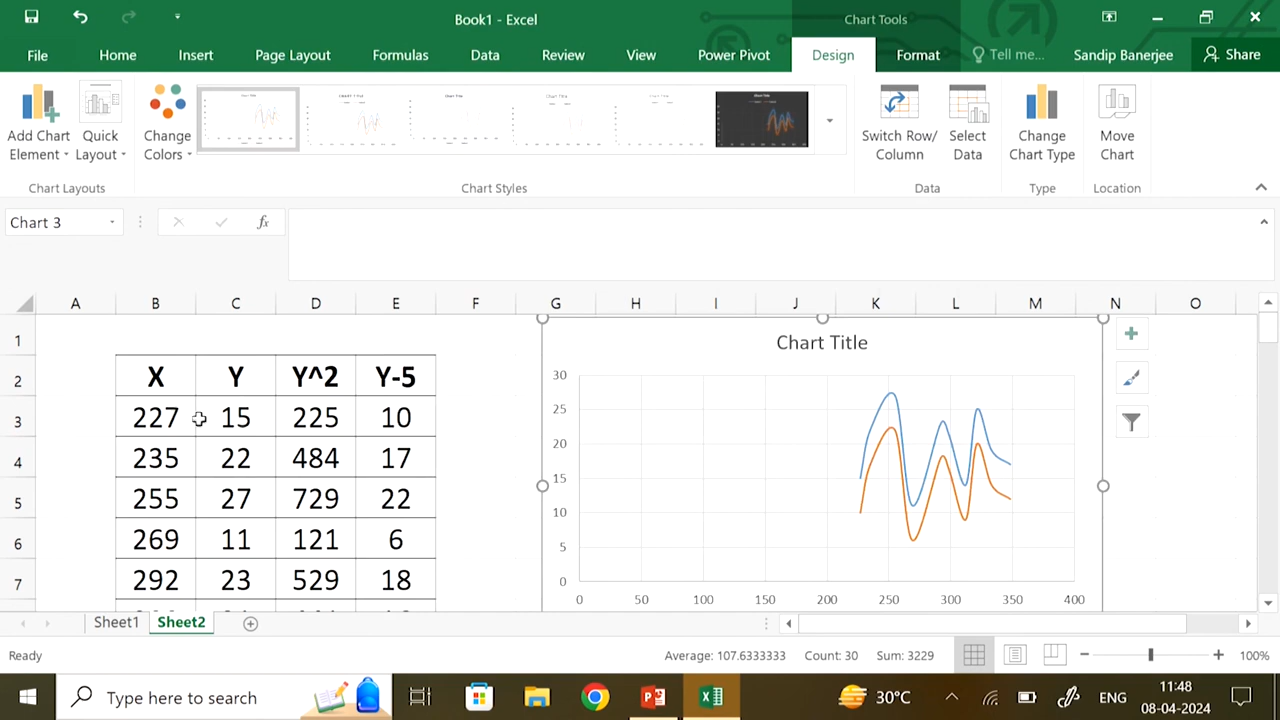 Book1 - Excel
Chart Tools
File
Home
Insert
Page Layout
Formulas
Data
Review
View
Power Pivot
Design
Format
Tell me...
Sandip Banerjee
Share
Add Chart
Element
Quick
Layout
Change
Colors
Switch Row/
Column
Select
Data
Change
Chart Type
Move
Chart
Chart Layouts
Chart Styles
Data
Type
Location
Chart 3
fx
A B C D E F G H I J K L M N O
1
2 X Y Y^2 Y-5
3 227 15 225 10
4 235 22 484 17
5 255 27 729 22
6 269 11 121 6
7 292 23 529 18
Chart Title
30
25
20
15
10
5
0
0 50 100 150 200 250 300 350 400
Sheet1 Sheet2
Ready
Average: 107.6333333 Count: 30 Sum: 3229
100%
Type here to search
30°C
ENG
11:48
08-04-2024